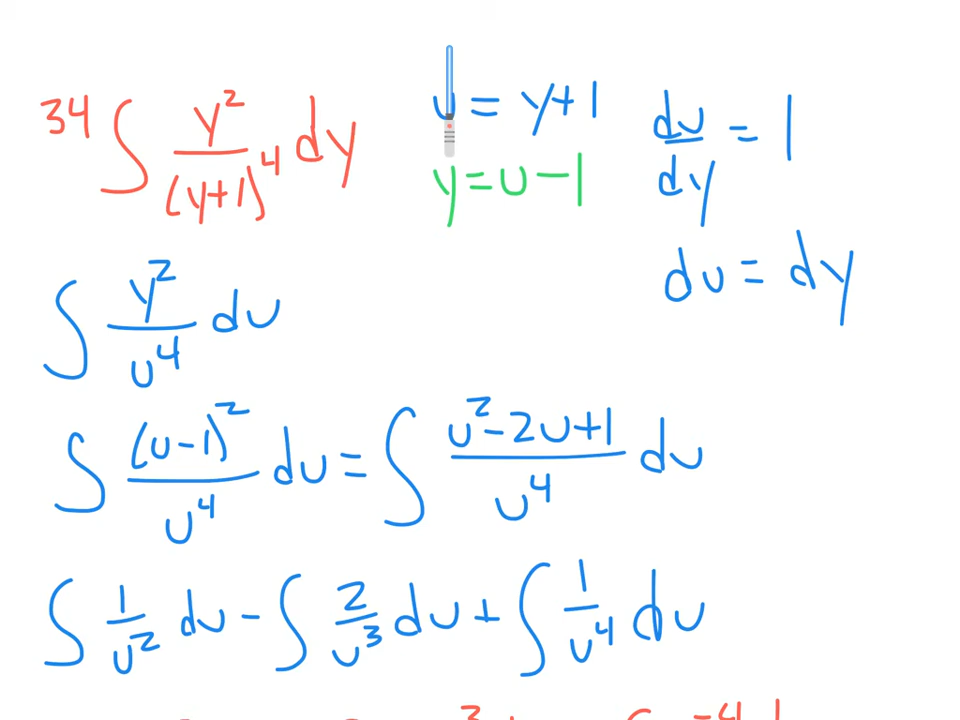 34 ∫ y²/(y+1)⁴ dy u = y+1 du/dy = 1
y = u − 1
du = dy
∫ y²/u⁴ du
∫ (u−1)²/u⁴ du = ∫ u²−2u+1/u⁴ du
∫ 1/u² du − ∫ 2/u³ du + ∫ 1/u⁴ du